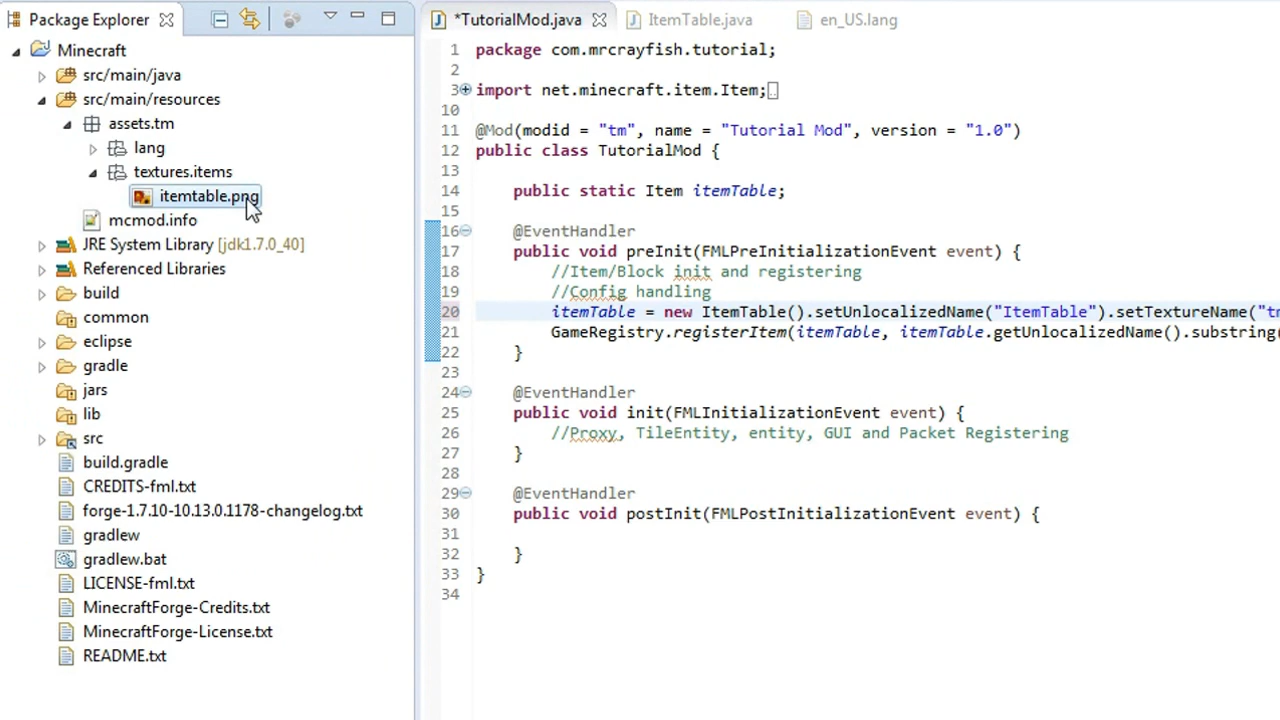 Package Explorer
*TutorialMod.java
ItemTable.java
en_US.lang
Minecraft
src/main/java
src/main/resources
assets.tm
lang
textures.items
itemtable.png
mcmod.info
JRE System Library [jdk1.7.0_40]
Referenced Libraries
build
common
eclipse
gradle
jars
lib
src
build.gradle
CREDITS-fml.txt
forge-1.7.10-10.13.0.1178-changelog.txt
gradlew
gradlew.bat
LICENSE-fml.txt
MinecraftForge-Credits.txt
MinecraftForge-License.txt
README.txt
1 package com.mrcrayfish.tutorial;
2
3 import net.minecraft.item.Item;
10
11 @Mod(modid = "tm", name = "Tutorial Mod", version = "1.0")
12 public class TutorialMod {
13
14 public static Item itemTable;
15
16 @EventHandler
17 public void preInit(FMLPreInitializationEvent event) {
18 //Item/Block init and registering
19 //Config handling
20 itemTable = new ItemTable().setUnlocalizedName("ItemTable").setTextureName("tm
21 GameRegistry.registerItem(itemTable, itemTable.getUnlocalizedName().substring(
22 }
23
24 @EventHandler
25 public void init(FMLInitializationEvent event) {
26 //Proxy, TileEntity, entity, GUI and Packet Registering
27 }
28
29 @EventHandler
30 public void postInit(FMLPostInitializationEvent event) {
31
32 }
33 }
34